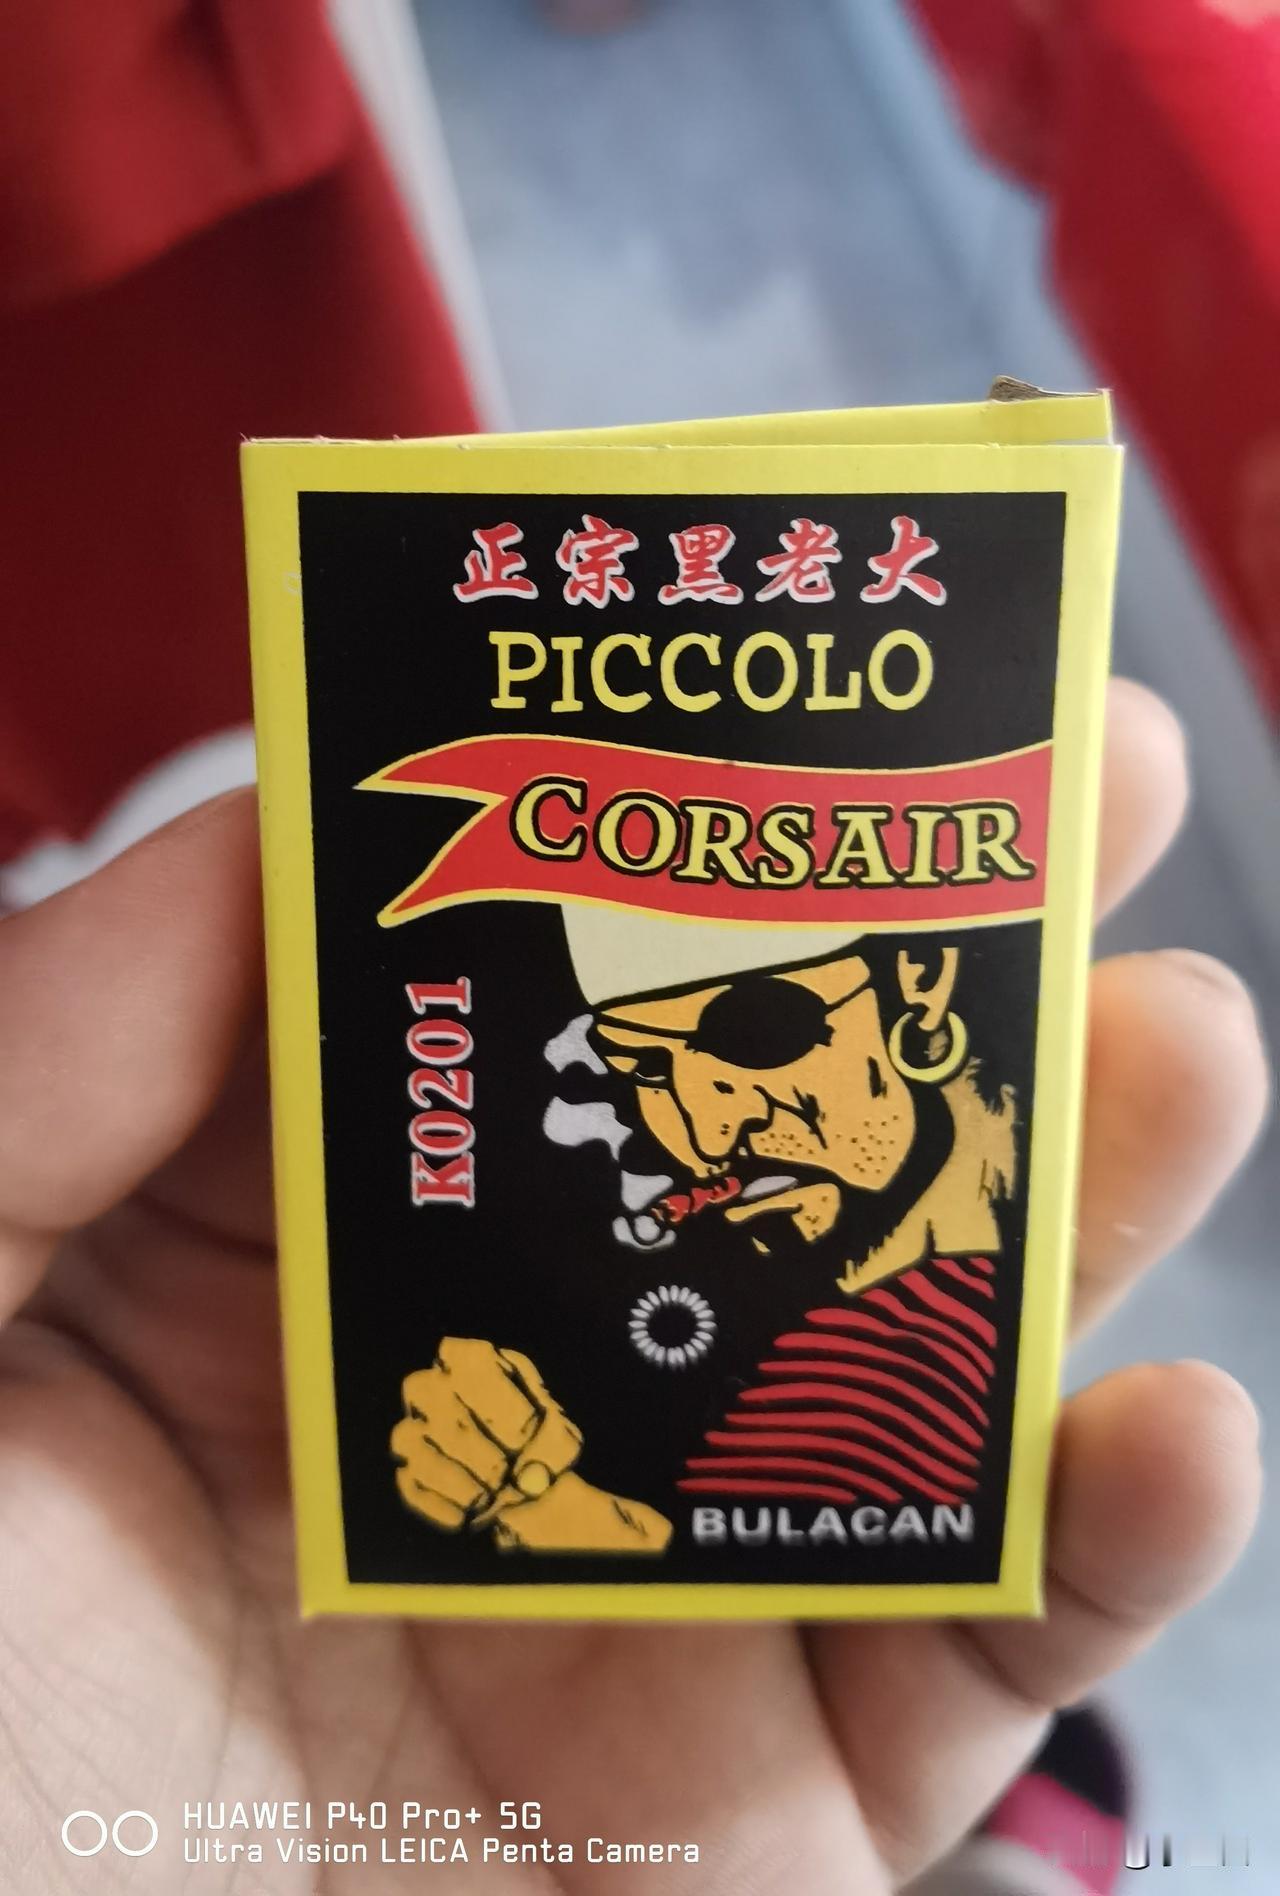 正宗黑老大
PICCOLO
CORSAIR
K0201
BULACAN
HUAWEI P40 Pro+ 5G
Ultra Vision LEICA Penta Camera